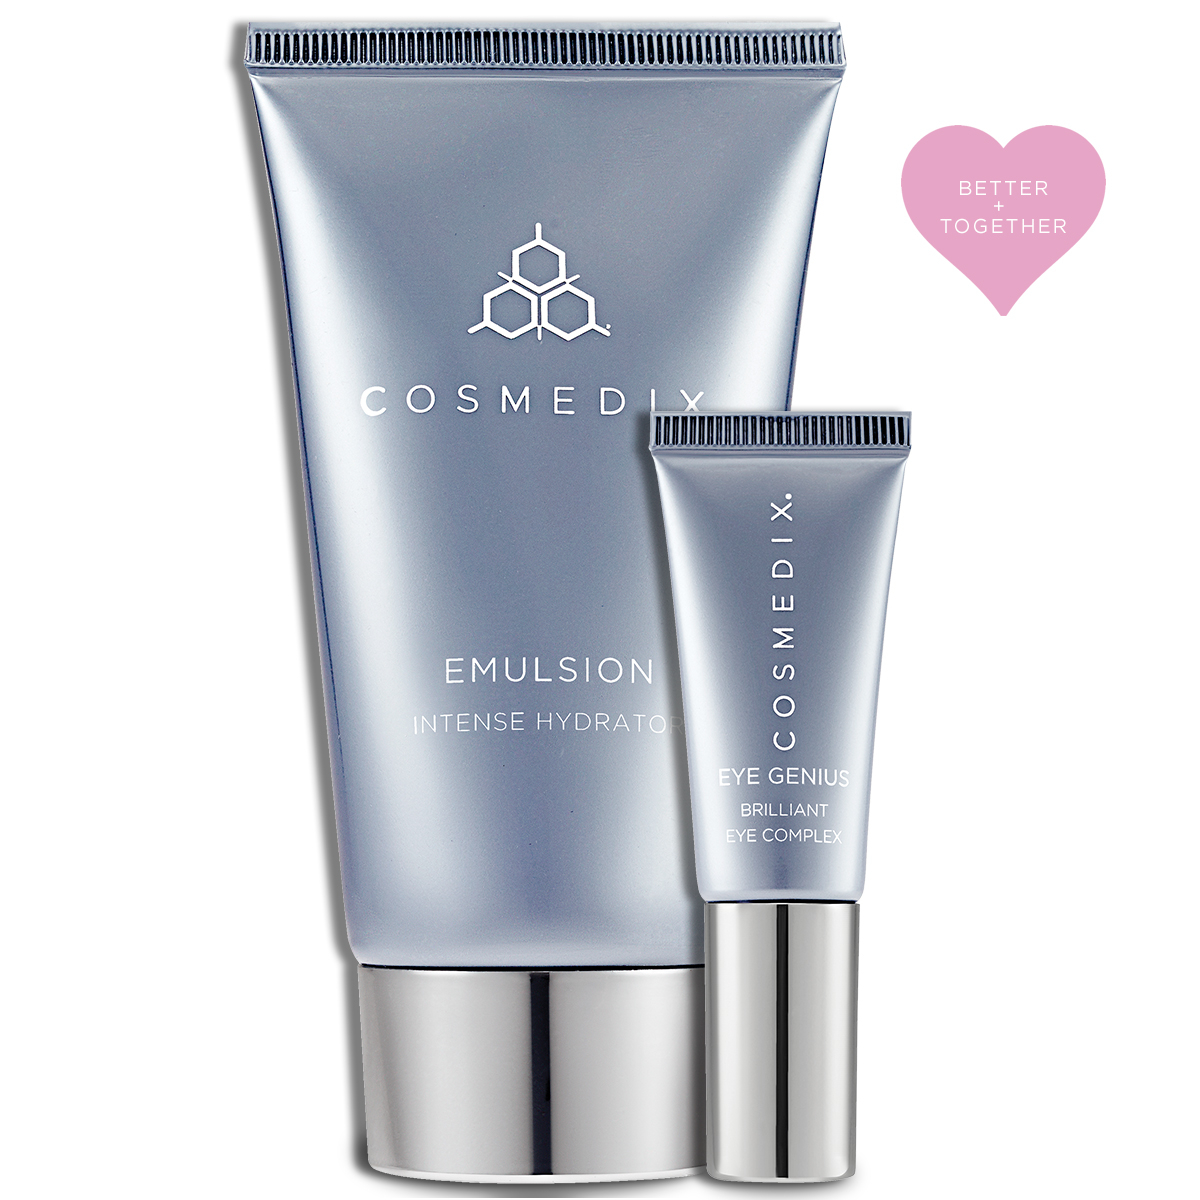 COSMEDIX
EMULSION
INTENSE HYDRATOR
BETTER
+
TOGETHER
COSMEDIX.
EYE GENIUS
BRILLIANT
EYE COMPLEX